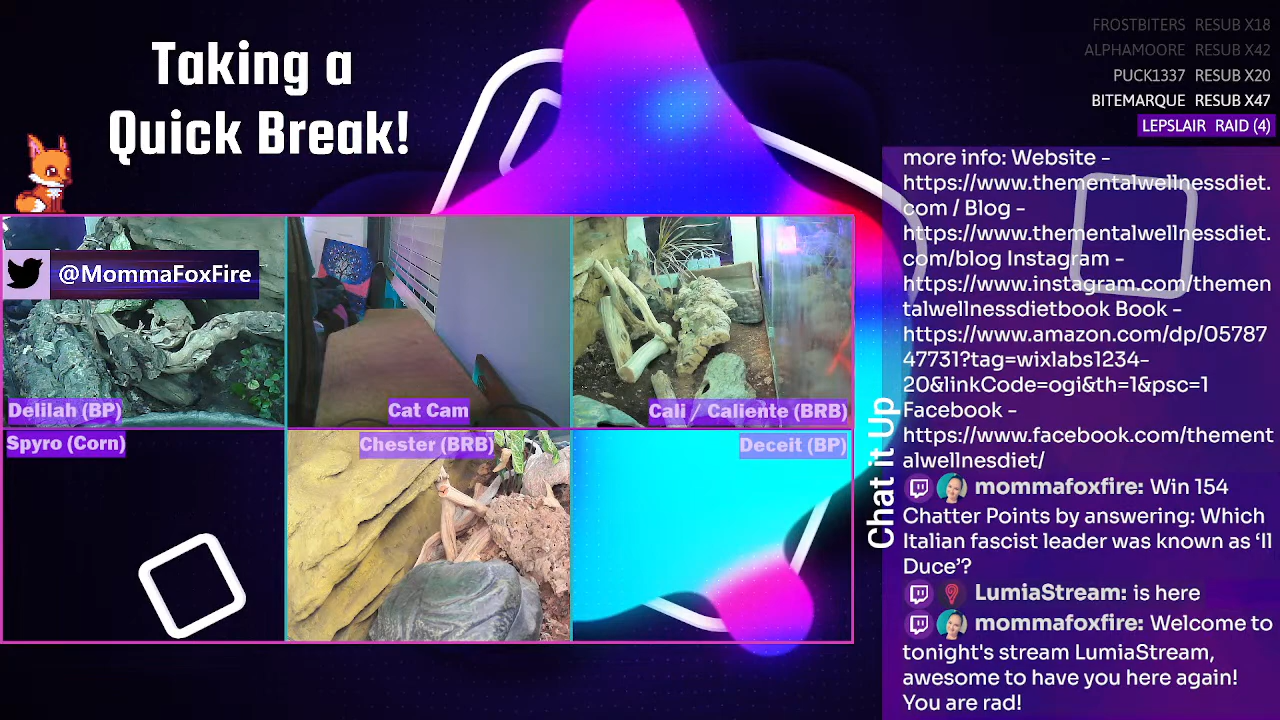 Taking a
Quick Break!
FROSTBITERS RESUB X18
ALPHAMOORE RESUB X42
PUCK1337 RESUB X20
BITEMARQUE RESUB X47
LEPSLAIR RAID (4)
@MommaFoxFire
Delilah (BP)
Cat Cam
Cali / Caliente (BRB)
Spyro (Corn)
Chester (BRB)
Deceit (BP)
Chat it Up
more info: Website -
https://www.thementalwellnessdiet.
com / Blog -
https://www.thementalwellnessdiet.
com/blog Instagram -
https://www.instagram.com/themen
talwellnessdietbook Book -
https://www.amazon.com/dp/05787
47731?tag=wixlabs1234-
20&linkCode=ogi&th=1&psc=1
Facebook -
https://www.facebook.com/thement
alwellnesdiet/
mommafoxfire: Win 154
Chatter Points by answering: Which
Italian fascist leader was known as ‘ll
Duce’?
LumiaStream: is here
mommafoxfire: Welcome to
tonight's stream LumiaStream,
awesome to have you here again!
You are rad!